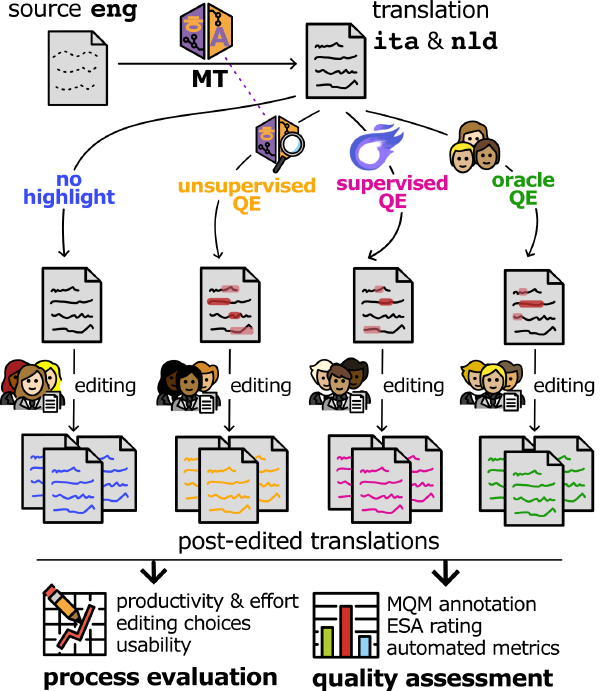 source eng
translation
ita & nld
MT
no
highlight
unsupervised
QE
supervised
QE
oracle
QE
editing
editing
editing
editing
post-edited translations
productivity & effort
editing choices
usability
process evaluation
MQM annotation
ESA rating
automated metrics
quality assessment